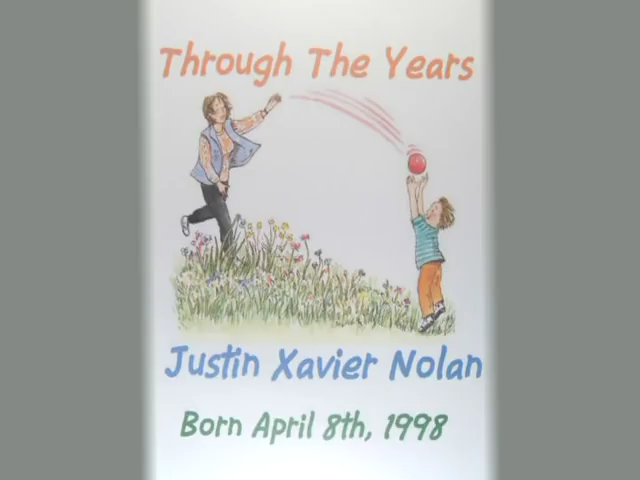 Through The Years
Justin Xavier Nolan
Born April 8th, 1998